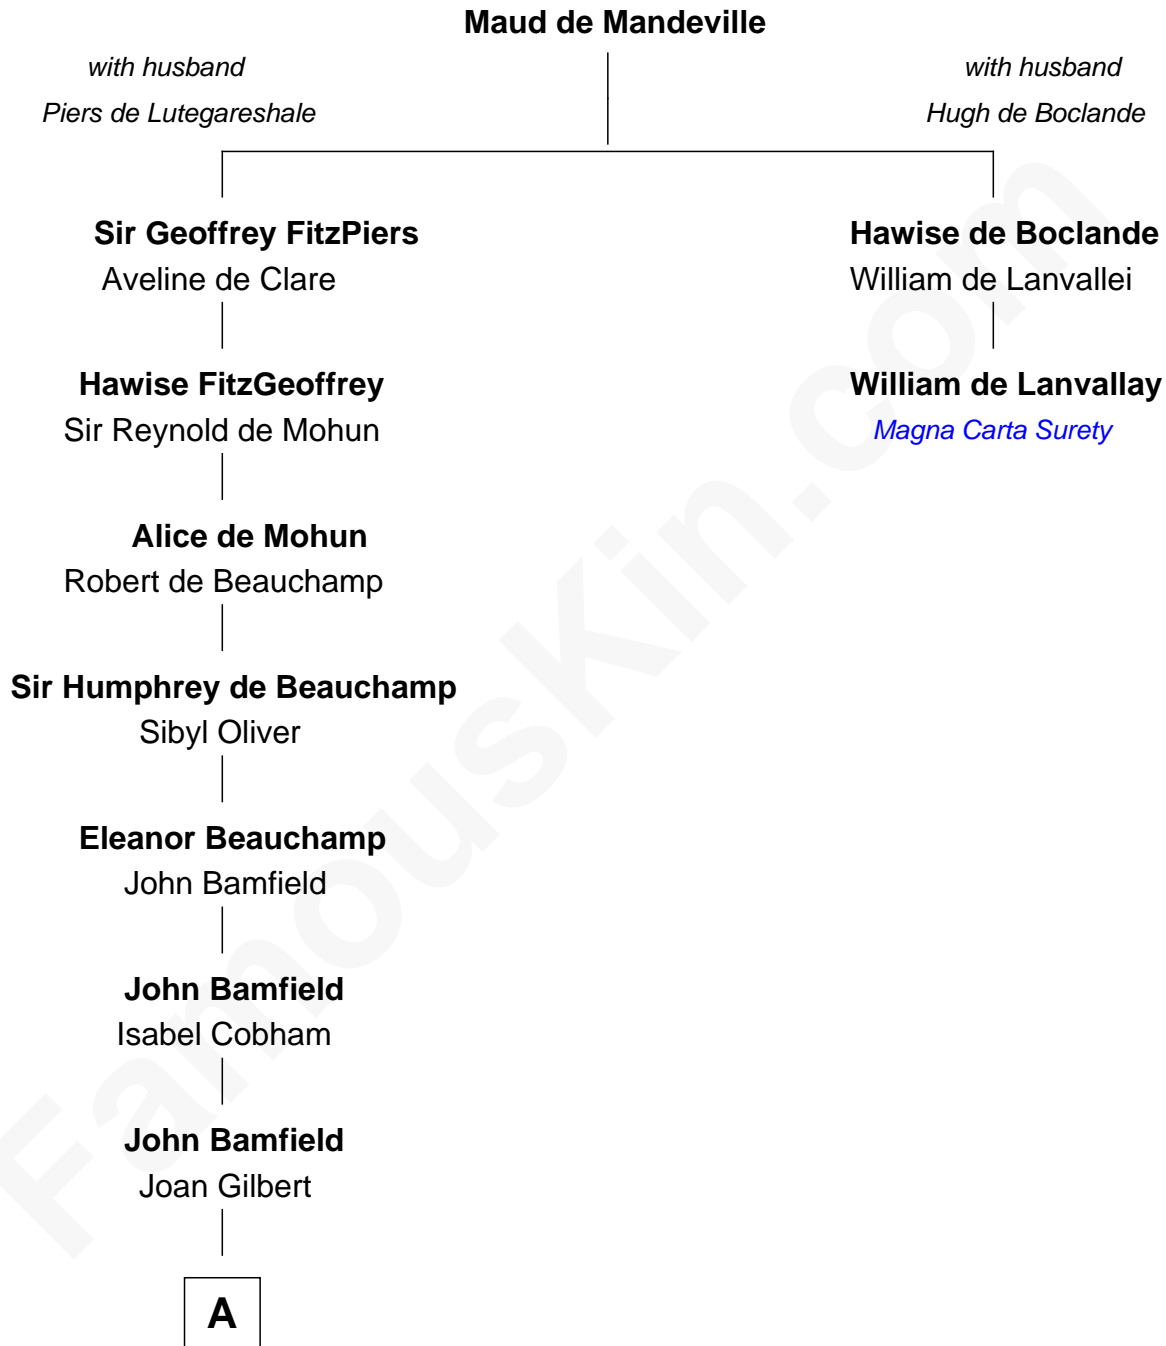 Maud de Mandeville
with husband
Piers de Lutegareshale
with husband
Hugh de Boclande
Sir Geoffrey FitzPiers
Aveline de Clare
Hawise de Boclande
William de Lanvallei
Hawise FitzGeoffrey
Sir Reynold de Mohun
William de Lanvallay
Magna Carta Surety
Alice de Mohun
Robert de Beauchamp
Sir Humphrey de Beauchamp
Sibyl Oliver
Eleanor Beauchamp
John Bamfield
John Bamfield
Isabel Cobham
John Bamfield
Joan Gilbert
A
FamousKin.com